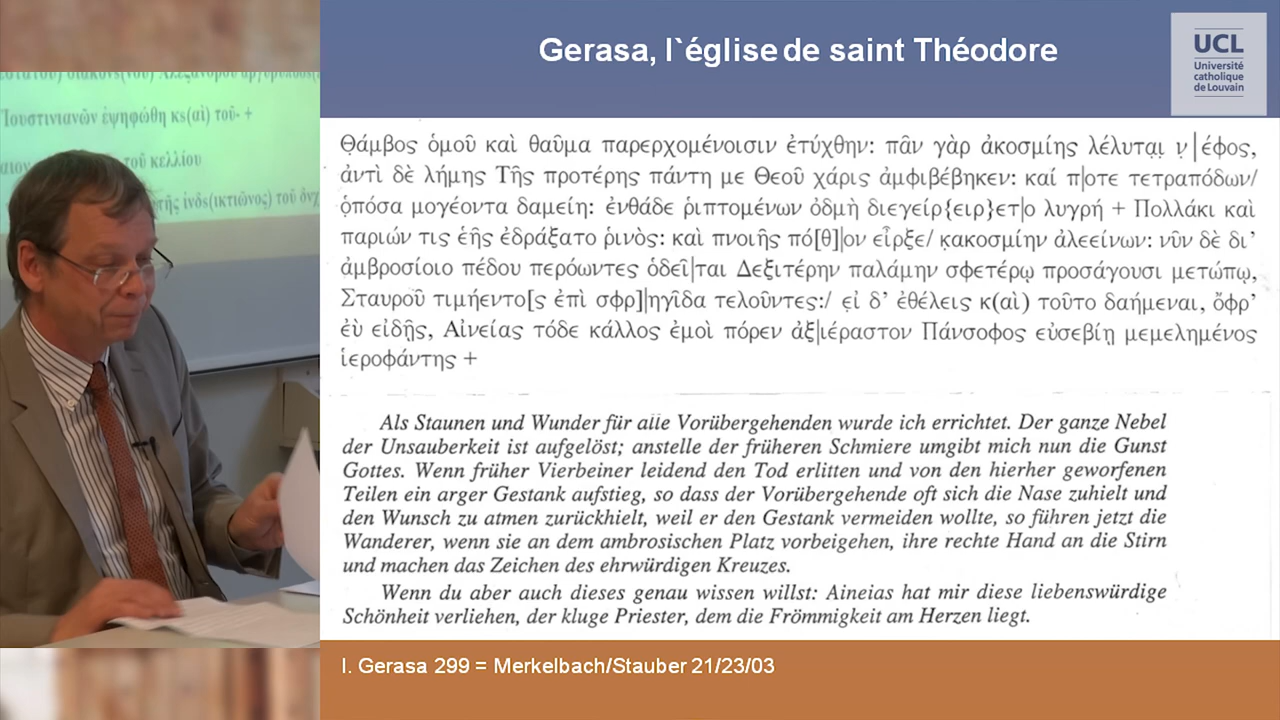 Gerasa, l`église de saint Théodore
UCL
Université
catholique
de Louvain
Ἰουστινιανῶν ἐψηφώθη κs(αὶ) τοῦ· +
τοῦ κελλίου
ἰνδs(ικτιῶνος) τοῦ
Θ̣άμβος ὁμοῦ καὶ θαῦμα παρερχομένοισιν ἐτύχθην: πᾶν γὰρ ἀκοσμίης λέλυτα̣ι̣ ν̣|έφος,
ἀντὶ δὲ λήμης Τῆς προτέρης πάντη με Θεοῦ χάρις ἀμφιβέβηκεν: καί π|οτε τετραπόδων/
ὁ̣πόσα μογέοντα δαμείη: ἐνθάδε ῥιπτομένων ὀδμὴ διεγείρ{ειρ}ετ|ο λυγρή + Πολλάκι καὶ
παριών τις ἑῆς ἐδράξατο ῥινὸς: καὶ πνοιῆς πό[θ]|ον εἶρξε/ κ̣ακοσμίην ἀλεείνων: νῦν δὲ δι’
ἀμβροσίοιο πέδου περόωντες ὁδεῖ|ται Δεξιτέρην παλάμην σφετέρῳ προσάγουσι μετώπῳ,
Σταυροῦ τιμήεντο[ς ἐπὶ σφρ]|ηγῖδα τελοῦντες:/ ε̣ἰ δ’ ἐθέλεις κ(αὶ) τοῦτο δαήμεναι, ὄφρ’
ἐὺ εἰδῇς, Αἰνείας τόδε κάλλος ἐμοὶ πόρεν ἀξ|ιέραστον Πάνσοφος εὐσεβίῃ μεμελημένος
ἱεροφάντης +
Als Staunen und Wunder für alle Vorübergehenden wurde ich errichtet. Der ganze Nebel
der Unsauberkeit ist aufgelöst; anstelle der früheren Schmiere umgibt mich nun die Gunst
Gottes. Wenn früher Vierbeiner leidend den Tod erlitten und von den hierher geworfenen
Teilen ein arger Gestank aufstieg, so dass der Vorübergehende oft sich die Nase zuhielt und
den Wunsch zu atmen zurückhielt, weil er den Gestank vermeiden wollte, so führen jetzt die
Wanderer, wenn sie an dem ambrosischen Platz vorbeigehen, ihre rechte Hand an die Stirn
und machen das Zeichen des ehrwürdigen Kreuzes.
Wenn du aber auch dieses genau wissen willst: Aineias hat mir diese liebenswürdige
Schönheit verliehen, der kluge Priester, dem die Frömmigkeit am Herzen liegt.
I. Gerasa 299 = Merkelbach/Stauber 21/23/03